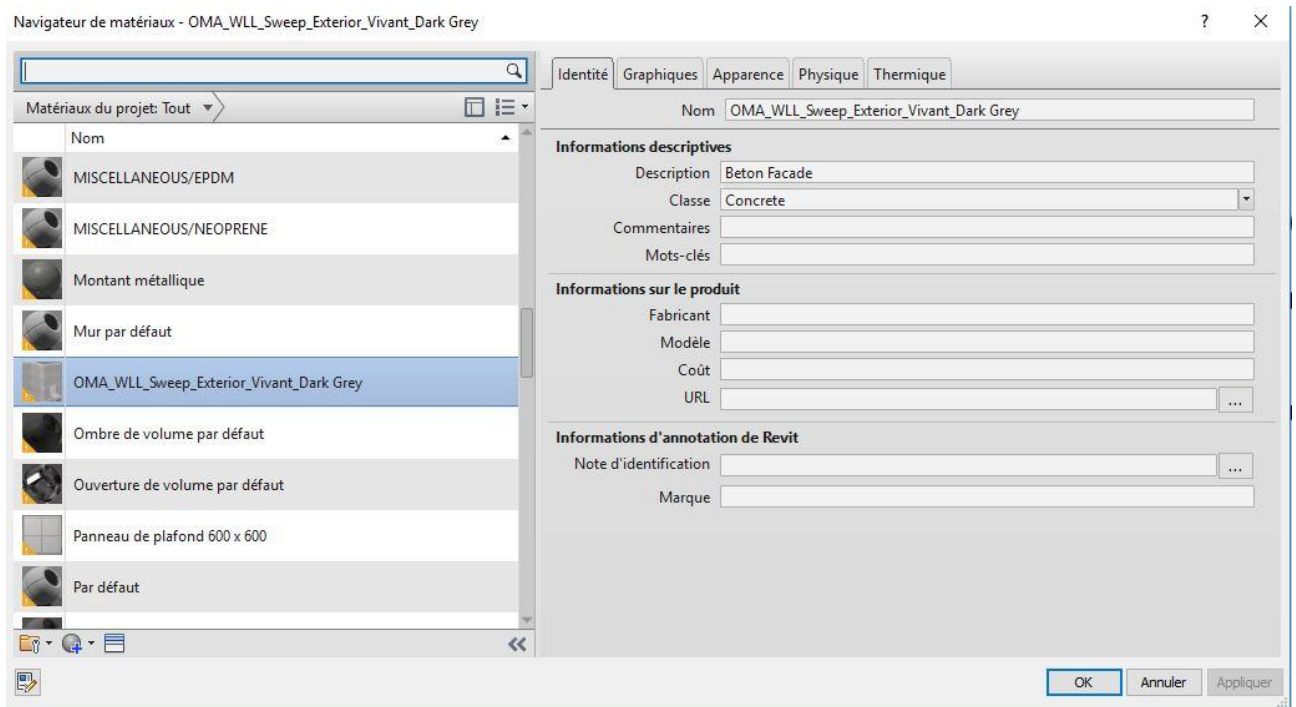 Navigateur de matériaux - OMA_WLL_Sweep_Exterior_Vivant_Dark Grey
?
Matériaux du projet: Tout
Nom
MISCELLANEOUS/EPDM
MISCELLANEOUS/NEOPRENE
Montant métallique
Mur par défaut
OMA_WLL_Sweep_Exterior_Vivant_Dark Grey
Ombre de volume par défaut
Ouverture de volume par défaut
Panneau de plafond 600 x 600
Par défaut
Identité Graphiques Apparence Physique Thermique
Nom OMA_WLL_Sweep_Exterior_Vivant_Dark Grey
Informations descriptives
Description Beton Facade
Classe Concrete
Commentaires
Mots-clés
Informations sur le produit
Fabricant
Modèle
Coût
URL ...
Informations d'annotation de Revit
Note d'identification ...
Marque
OK Annuler Appliquer